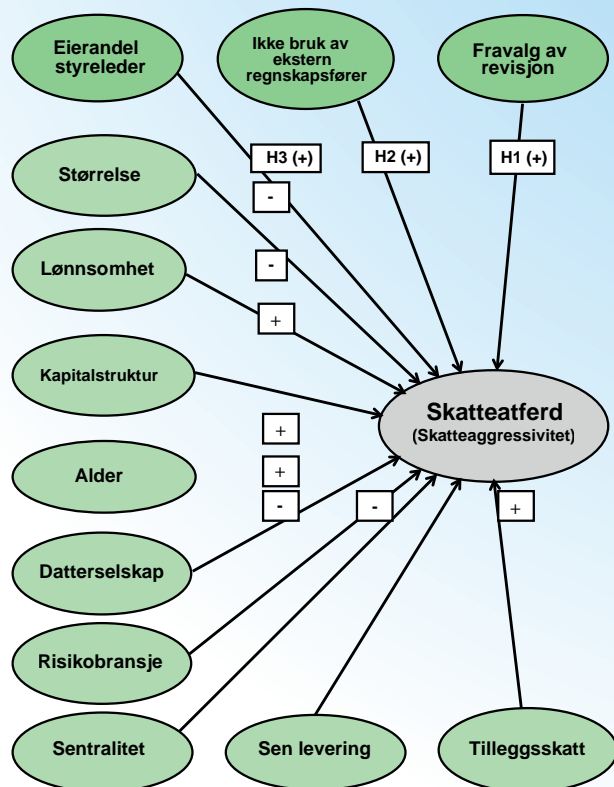 Eierandel
styreleder
Ikke bruk av
ekstern
regnskapsfører
Fravalg av
revisjon
H3 (+)
H2 (+)
H1 (+)
Størrelse
-
Lønnsomhet
-
+
Kapitalstruktur
Skatteatferd
(Skatteaggressivitet)
+
Alder
+
-
-
+
Datterselskap
Risikobransje
Sentralitet
Sen levering
Tilleggsskatt